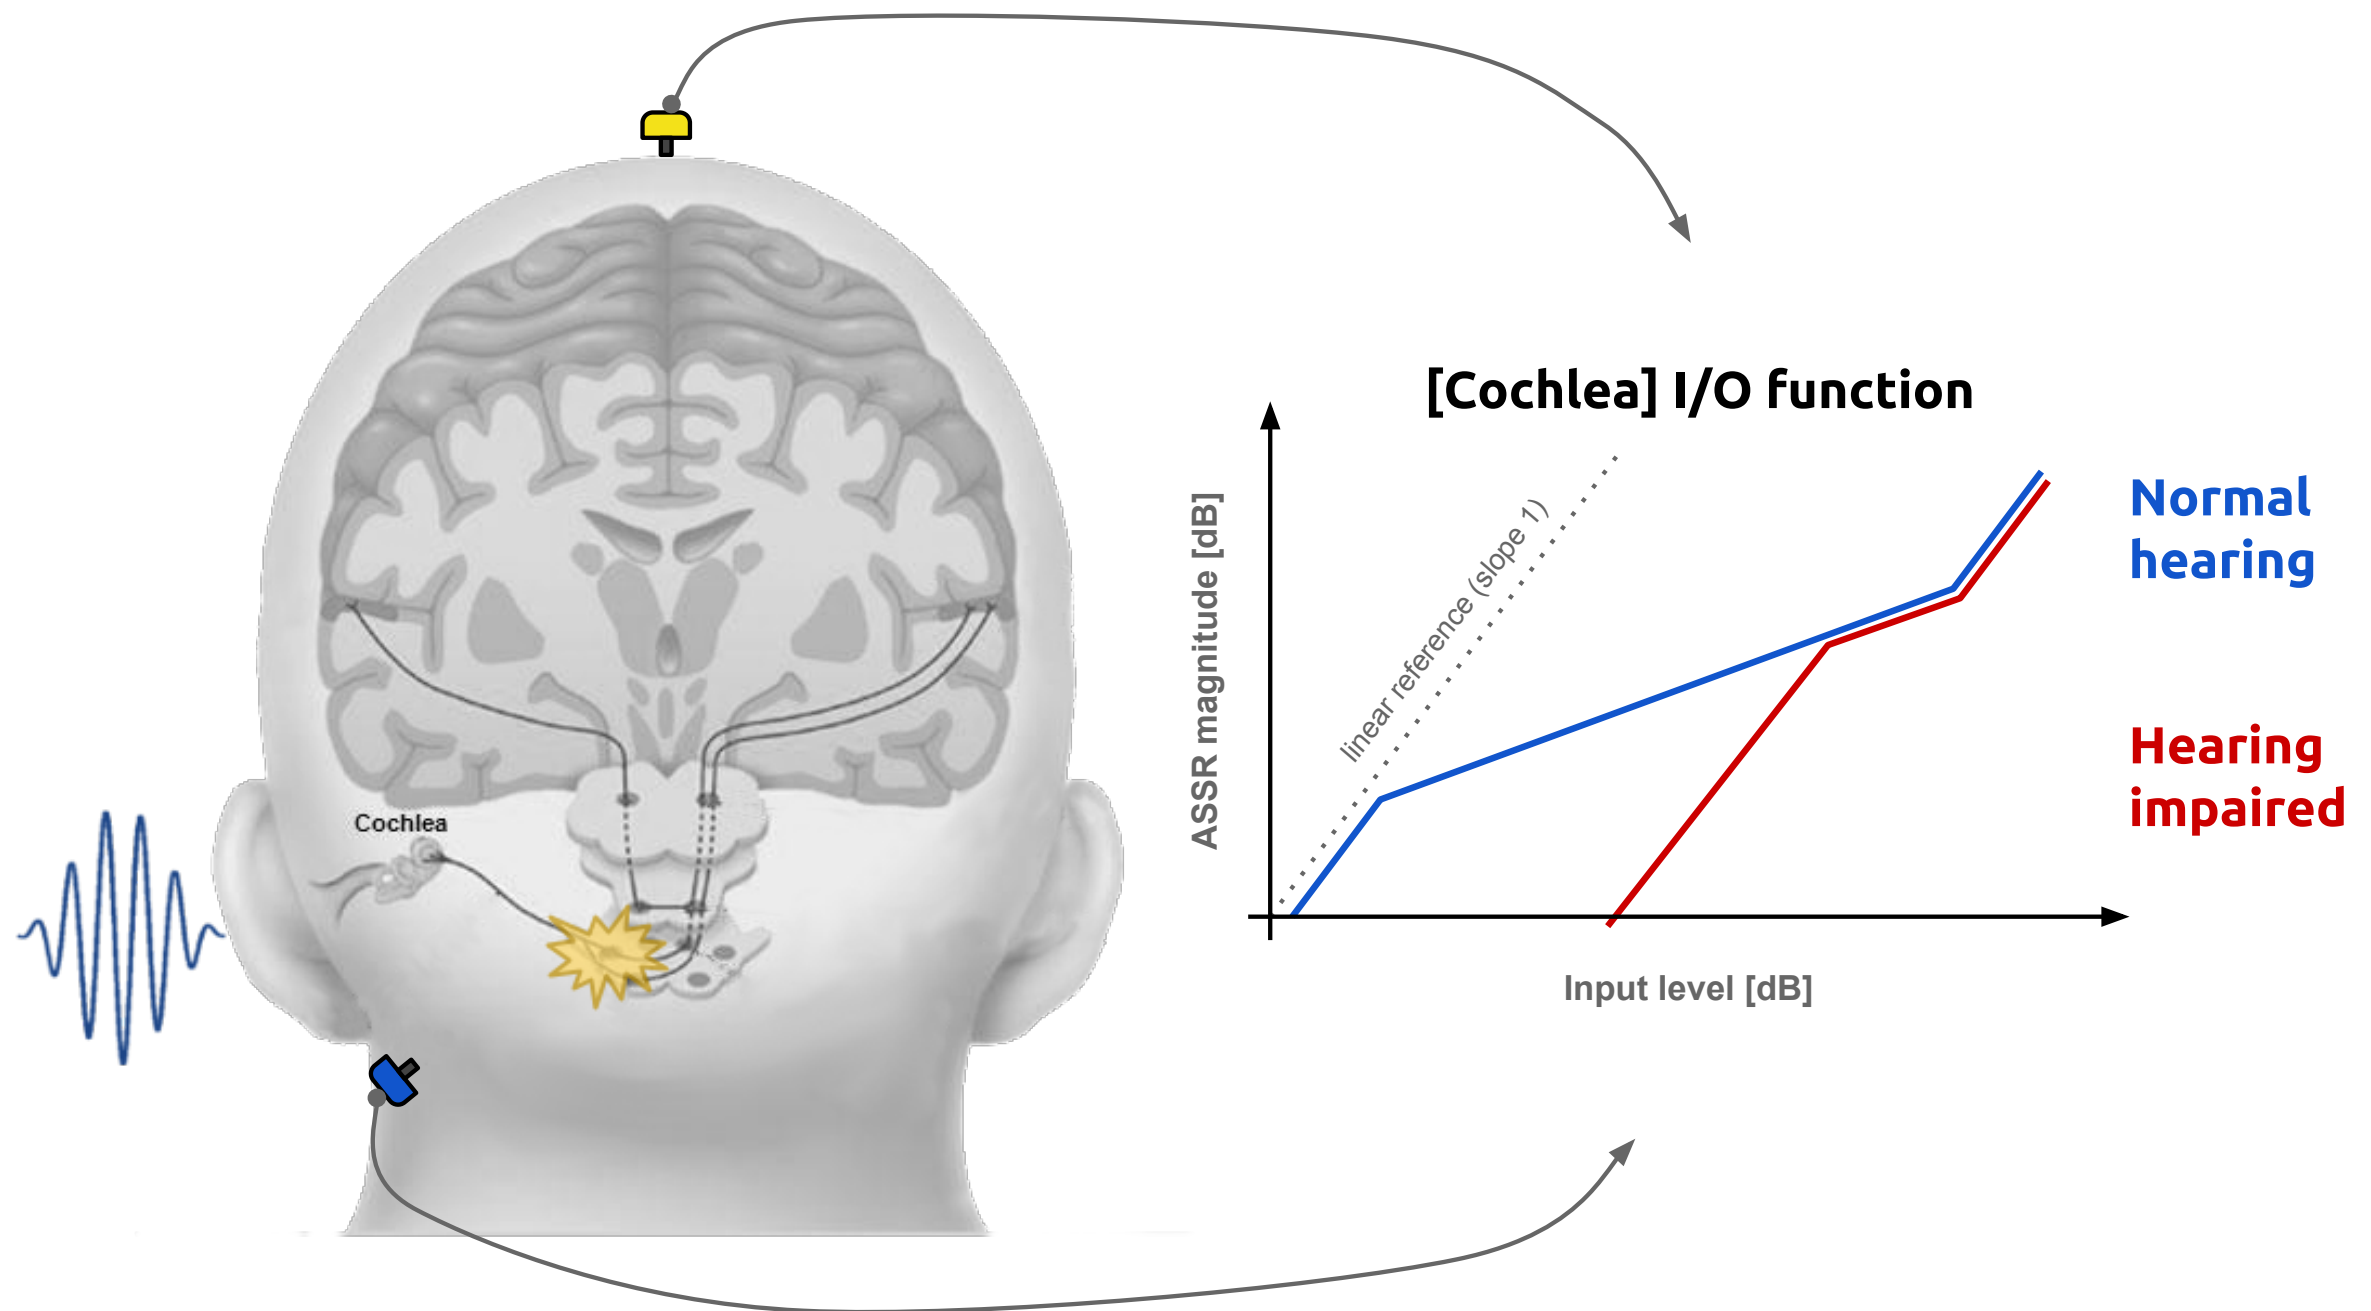 [Cochlea] I/O function
Normal
hearing
linear reference (slope 1)
ASSR magnitude [dB]
Hearing
impaired
Cochlea
Input level [dB]